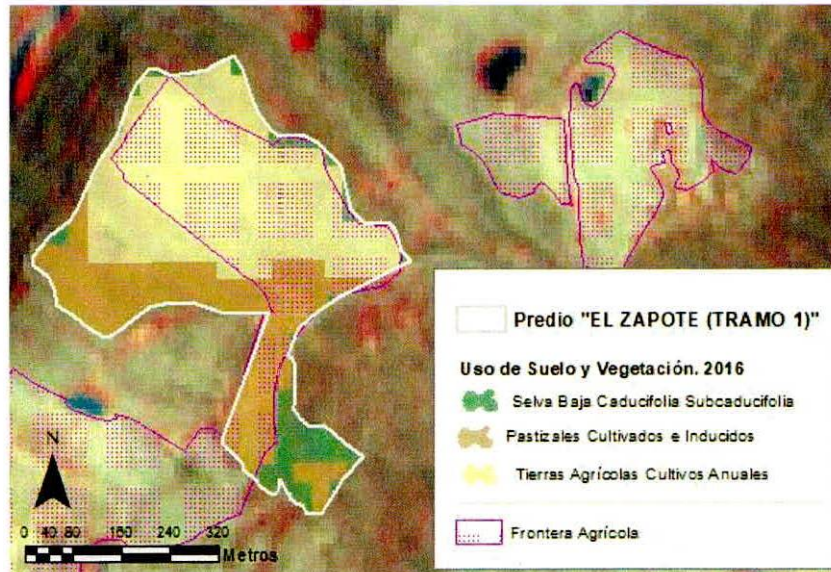 Predio "EL ZAPOTE (TRAMO 1)"
Uso de Suelo y Vegetación. 2016
Selva Baja Caducifolia Subcaducifolia
Pastizales Cultivados e Inducidos
Tierras Agrícolas Cultivos Anuales
Frontera Agrícola
N
0 40 80 160 240 320
Metros